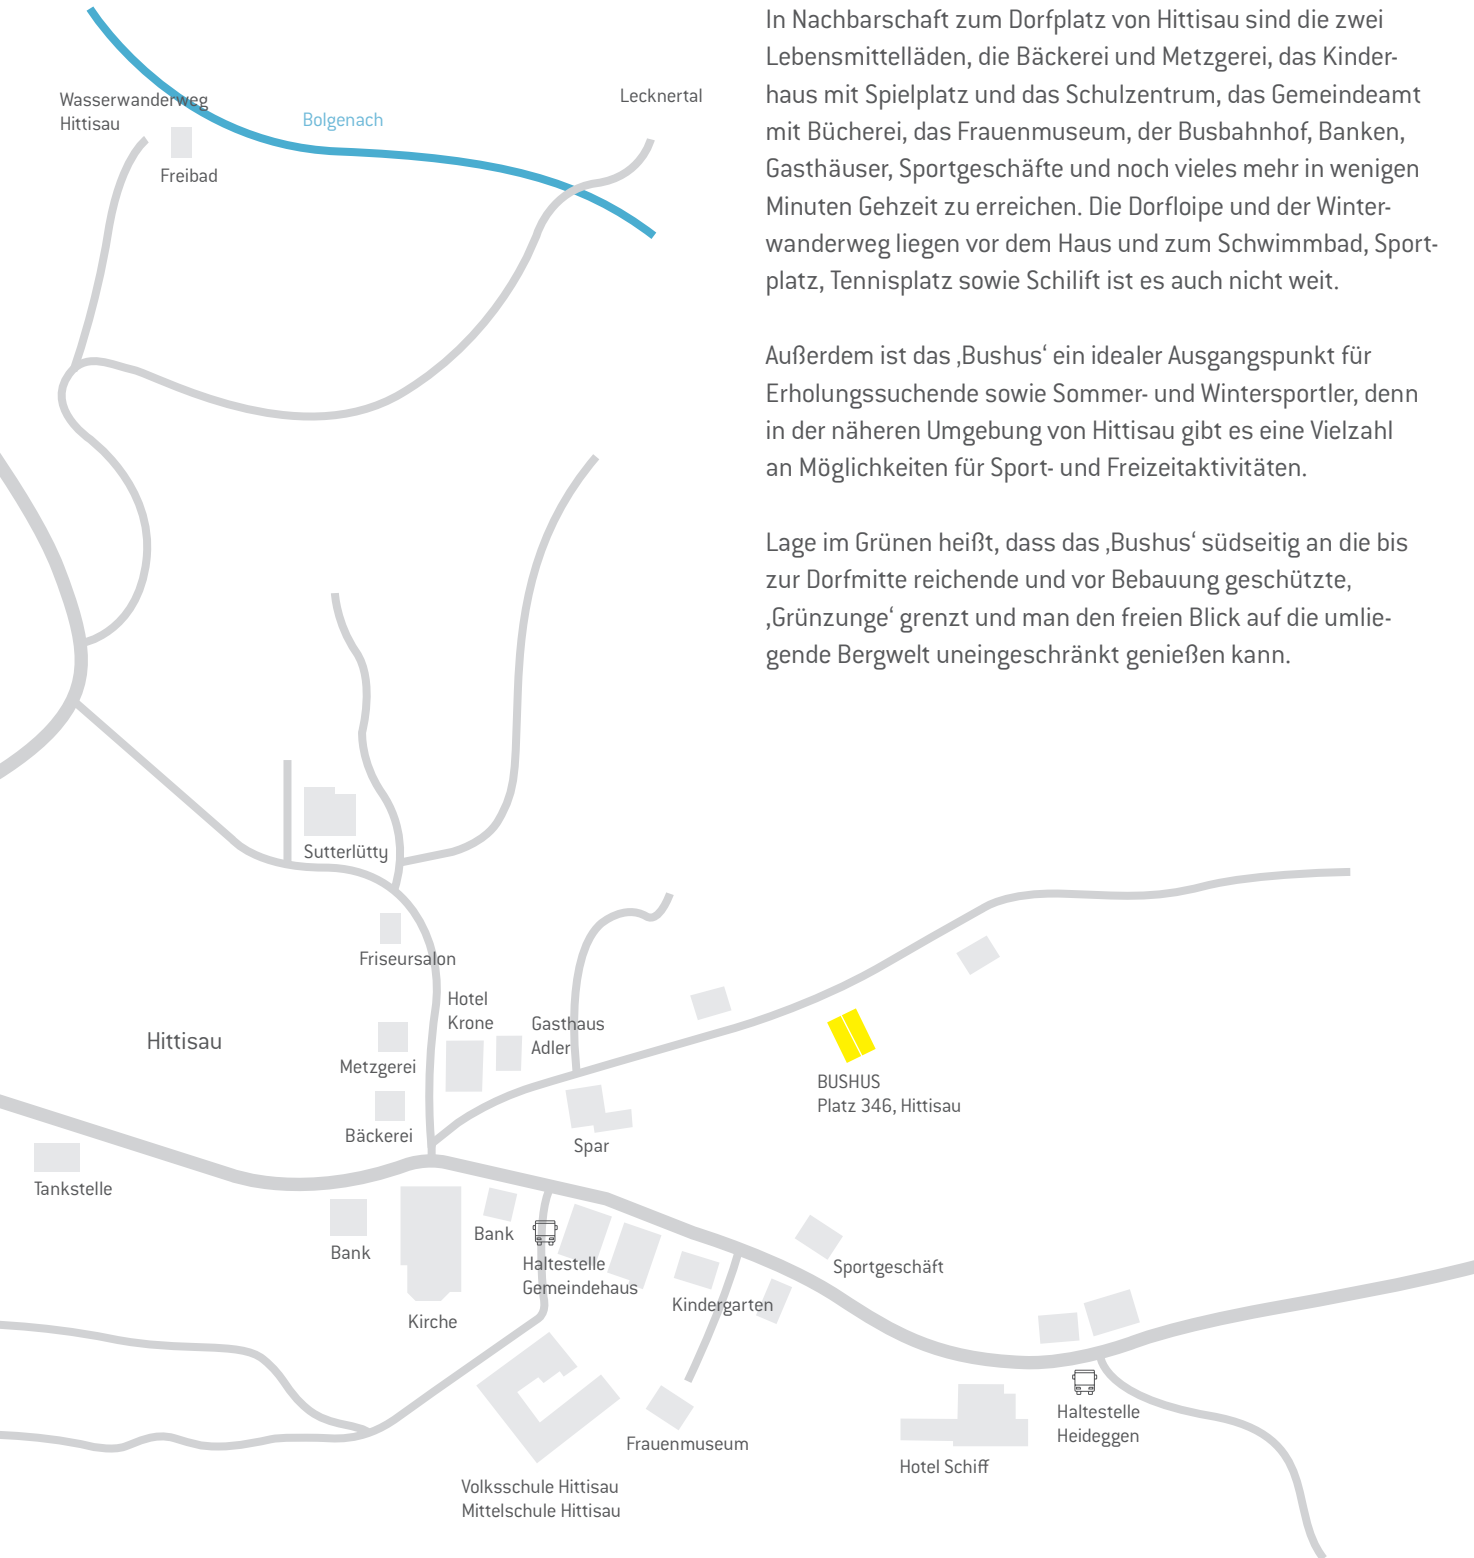 In Nachbarschaft zum Dorfplatz von Hittisau sind die zwei
Lebensmittelläden, die Bäckerei und Metzgerei, das Kinder-
haus mit Spielplatz und das Schulzentrum, das Gemeindeamt
mit Bücherei, das Frauenmuseum, der Busbahnhof, Banken,
Gasthäuser, Sportgeschäfte und noch vieles mehr in wenigen
Minuten Gehzeit zu erreichen. Die Dorfloipe und der Winter-
wanderweg liegen vor dem Haus und zum Schwimmbad, Sport-
platz, Tennisplatz sowie Schilift ist es auch nicht weit.
Außerdem ist das ‚Bushus‘ ein idealer Ausgangspunkt für
Erholungssuchende sowie Sommer- und Wintersportler, denn
in der näheren Umgebung von Hittisau gibt es eine Vielzahl
an Möglichkeiten für Sport- und Freizeitaktivitäten.
Lage im Grünen heißt, dass das ‚Bushus‘ südseitig an die bis
zur Dorfmitte reichende und vor Bebauung geschützte,
‚Grünzunge‘ grenzt und man den freien Blick auf die umlie-
gende Bergwelt uneingeschränkt genießen kann.
Wasserwanderweg
Hittisau
Freibad
Bolgenach
Lecknertal
Sutterlütty
Friseursalon
Hotel
Krone
Gasthaus
Adler
Hittisau
Metzgerei
Bäckerei
Spar
BUSHUS
Platz 346, Hittisau
Tankstelle
Bank
Kirche
Bank
Haltestelle
Gemeindehaus
Kindergarten
Sportgeschäft
Volksschule Hittisau
Mittelschule Hittisau
Frauenmuseum
Hotel Schiff
Haltestelle
Heideggen